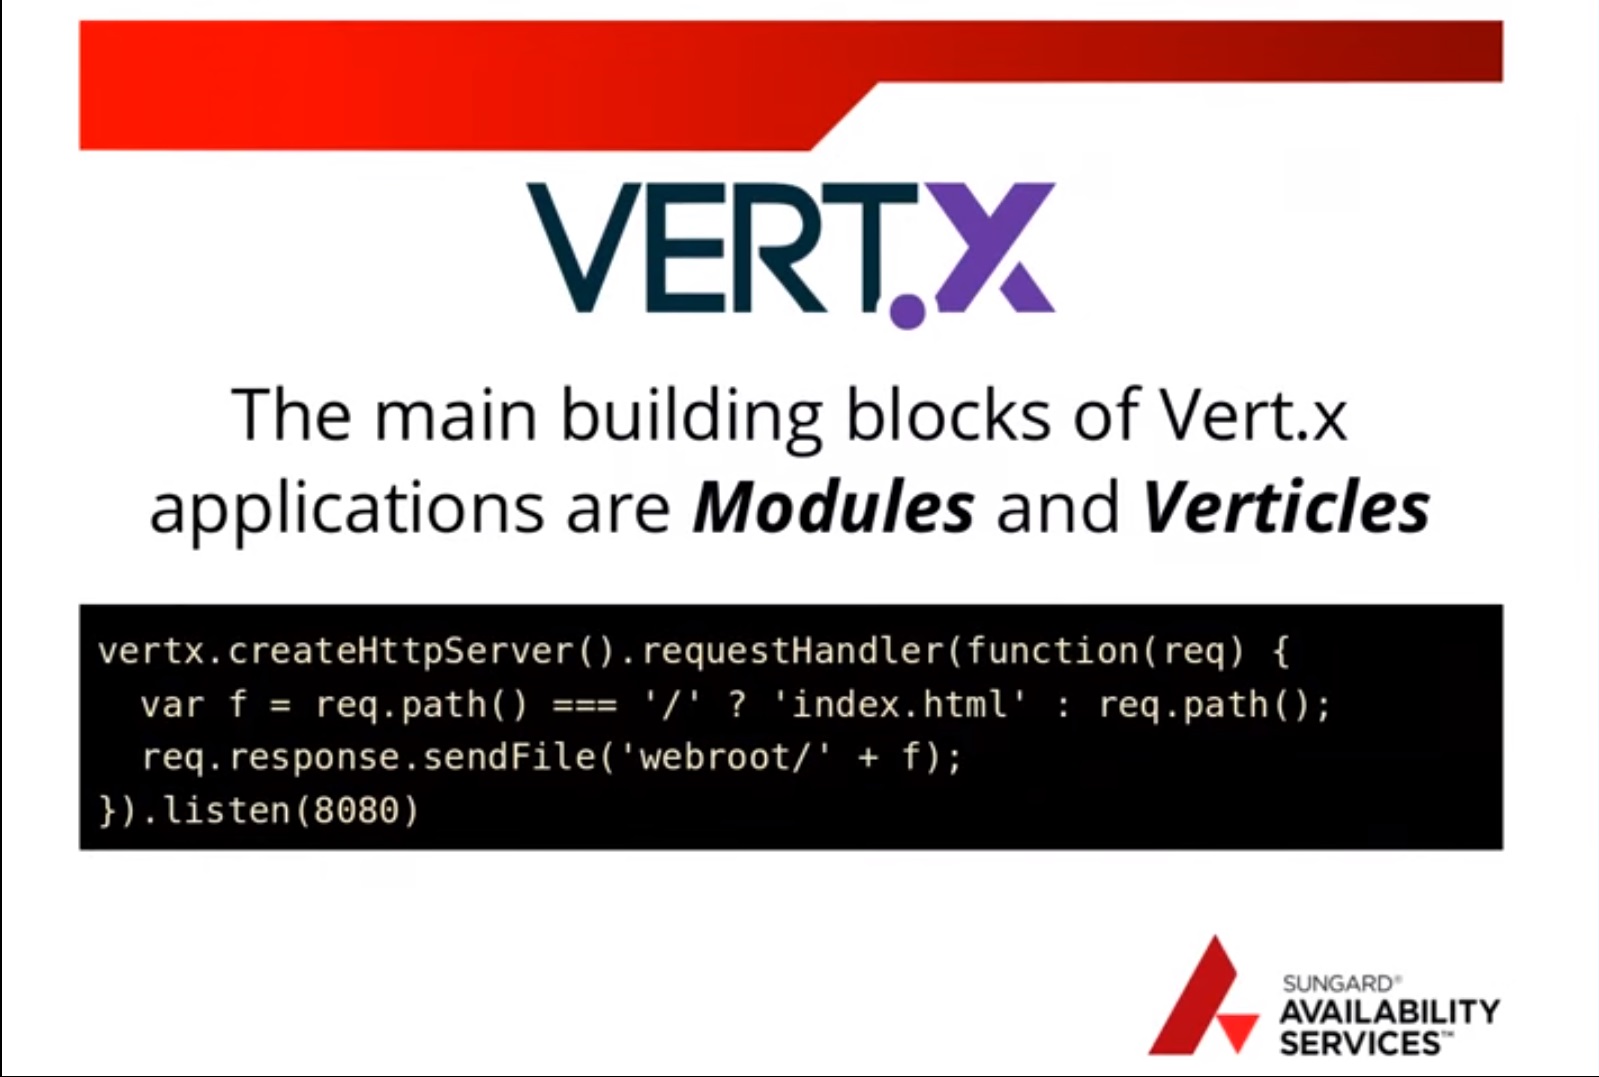 VERT.X
The main building blocks of Vert.x
applications are Modules and Verticles
vertx.createHttpServer().requestHandler(function(req) {
  var f = req.path() === '/' ? 'index.html' : req.path();
  req.response.sendFile('webroot/' + f);
}).listen(8080)
SUNGARD®
AVAILABILITY
SERVICES™